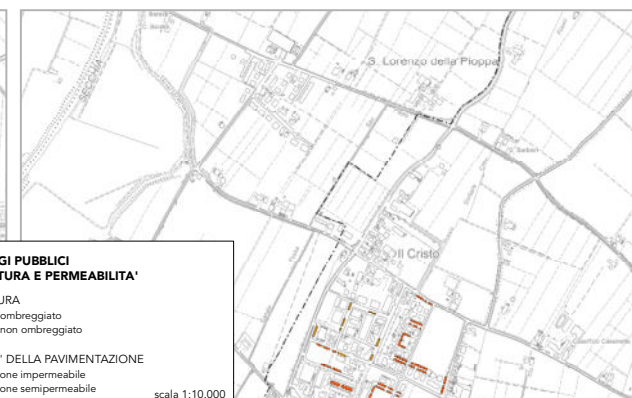 S. Lorenzo della Pioppa
SECCHIA
Il Cristo
GI PUBBLICI
TURA E PERMEABILITA'
URA
ombreggiato
non ombreggiato
' DELLA PAVIMENTAZIONE
one impermeabile
one semipermeabile
scala 1:10.000